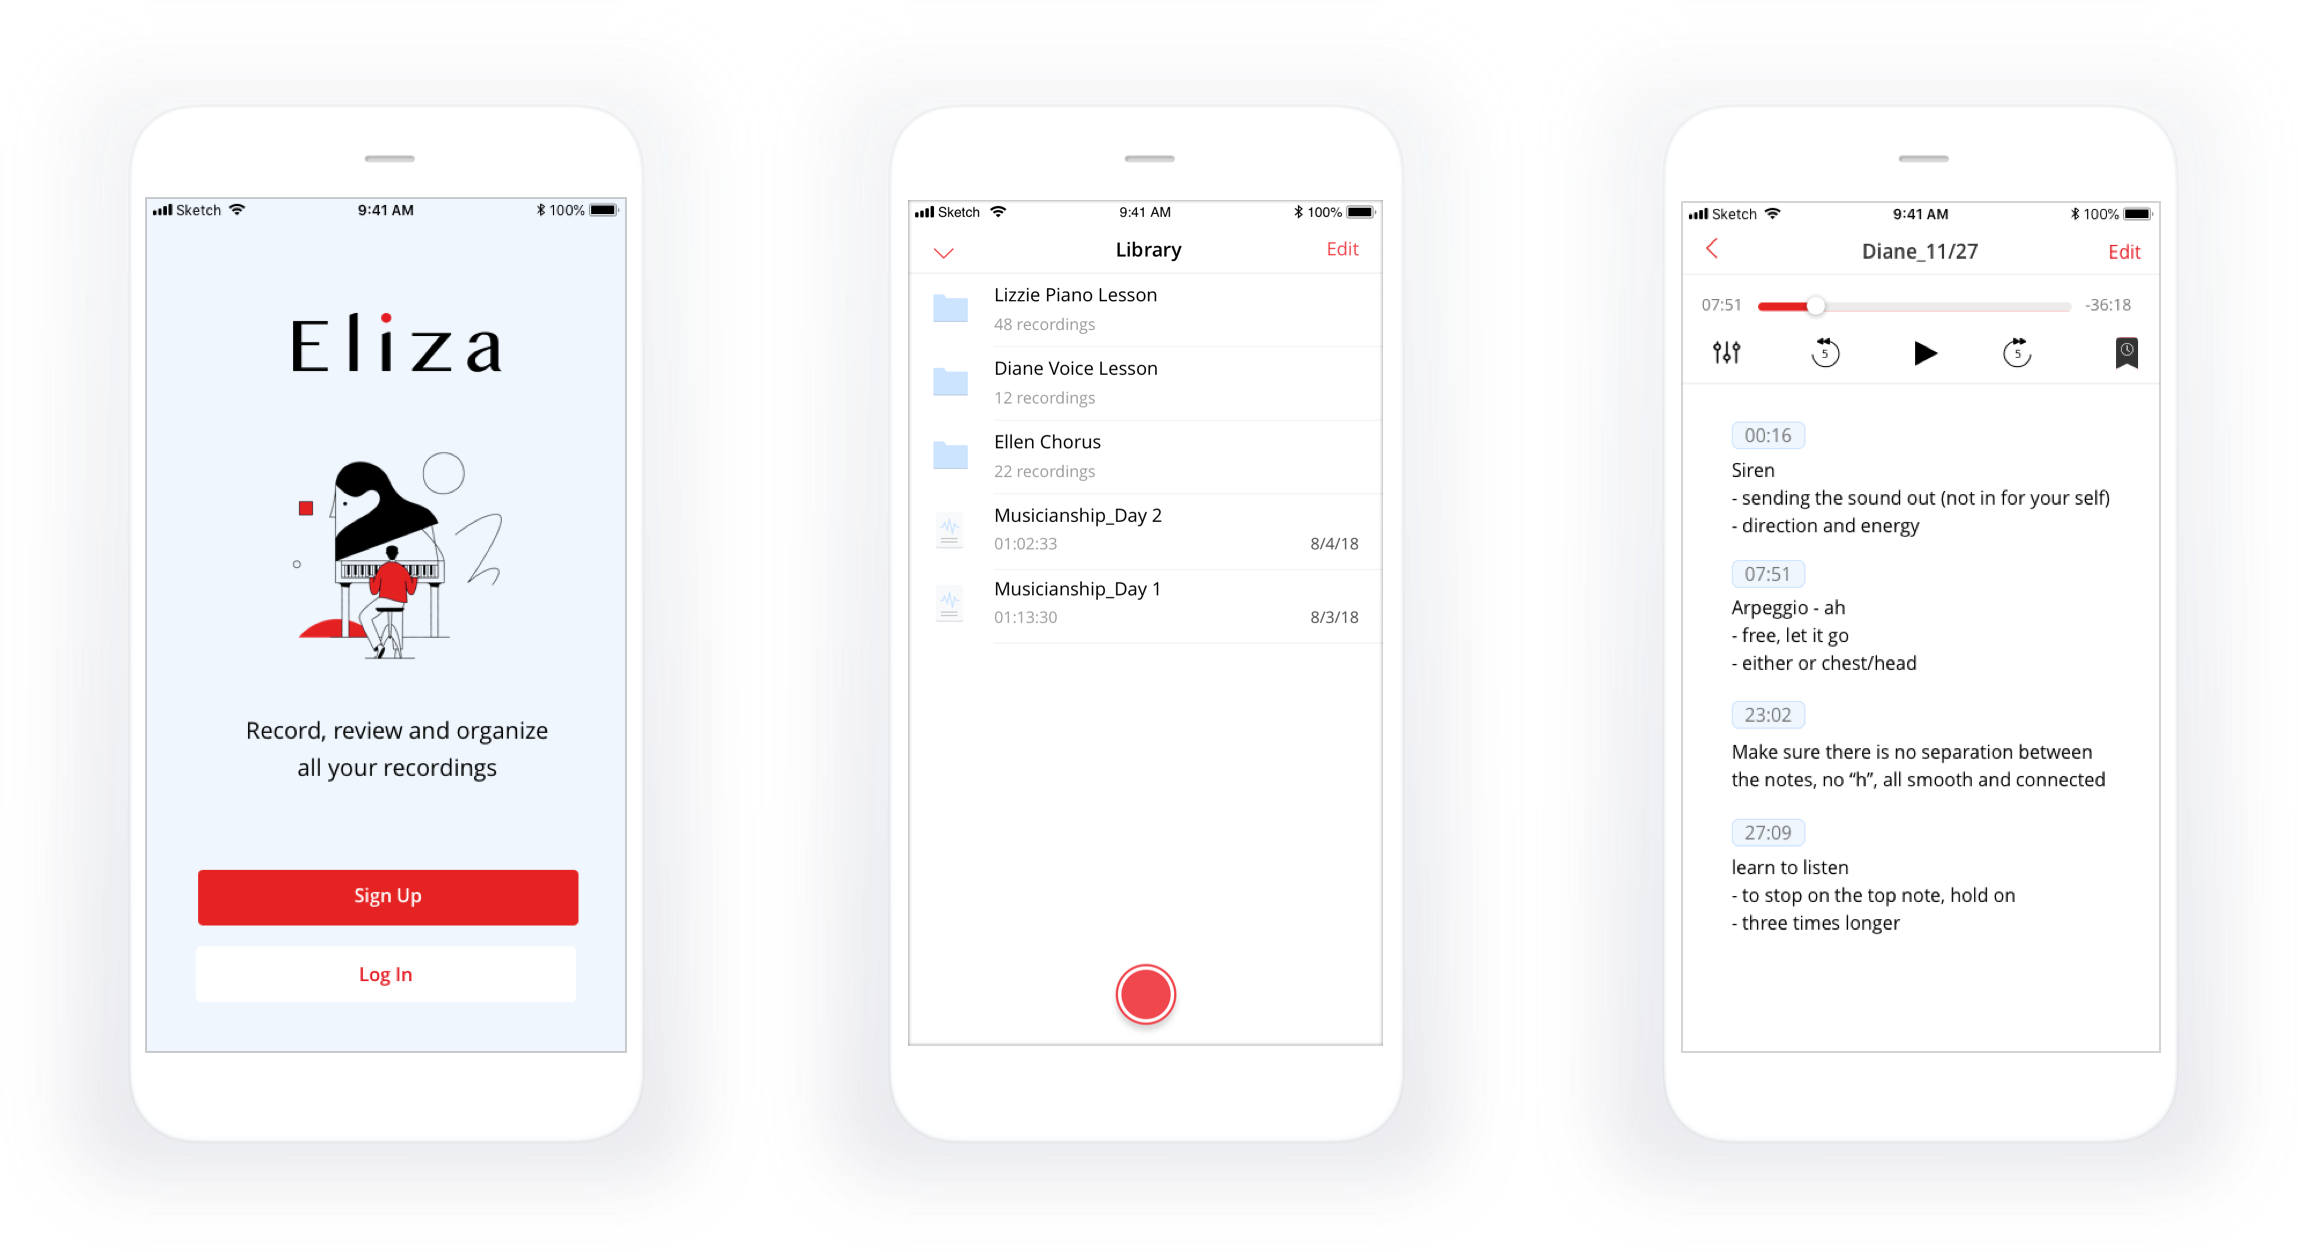 Sketch 9:41 AM 100%
Eliza
Record, review and organize
all your recordings
Sign Up
Log In
Sketch 9:41 AM 100%
Library Edit
Lizzie Piano Lesson
48 recordings
Diane Voice Lesson
12 recordings
Ellen Chorus
22 recordings
Musicianship_Day 2
01:02:33 8/4/18
Musicianship_Day 1
01:13:30 8/3/18
Sketch 9:41 AM 100%
Diane_11/27 Edit
07:51 -36:18
5 5
00:16
Siren
- sending the sound out (not in for your self)
- direction and energy
07:51
Arpeggio - ah
- free, let it go
- either or chest/head
23:02
Make sure there is no separation between
the notes, no “h”, all smooth and connected
27:09
learn to listen
- to stop on the top note, hold on
- three times longer